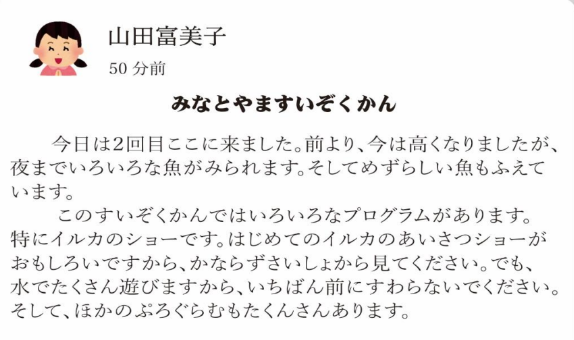 山田富美子
50 分前
みなとやますいぞくかん
今日は2回目ここに来ました。前より、今は高くなりましたが、
夜までいろいろな魚がみられます。そしてめずらしい魚もふえて
います。
このすいぞくかんではいろいろなプログラムがあります。
特にイルカのショーです。はじめてのイルカのあいさつショーが
おもしろいですから、かならずさいしょから見てください。でも、
水でたくさん遊びますから、いちばん前にすわらないでください。
そして、ほかのぷろぐらむもたくんさんあります。